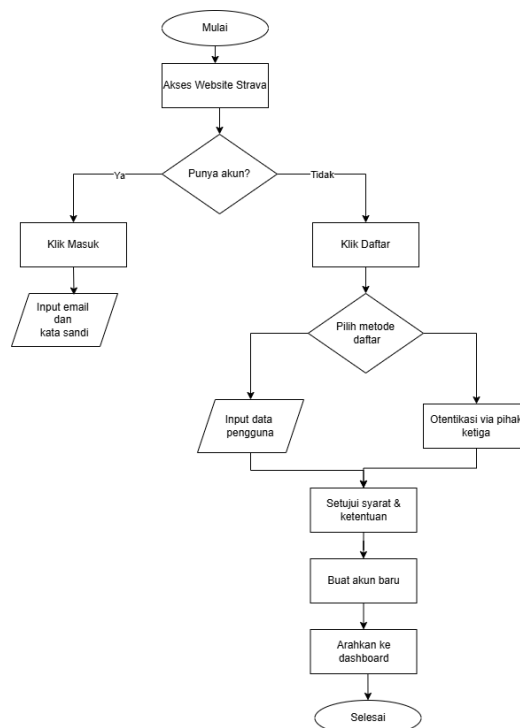 Mulai
Akses Website Strava
Punya akun?
Ya
Tidak
Klik Masuk
Klik Daftar
Input email
dan
kata sandi
Pilih metode
daftar
Input data
pengguna
Otentikasi via pihak
ketiga
Setujui syarat &
ketentuan
Buat akun baru
Arahkan ke
dashboard
Selesai